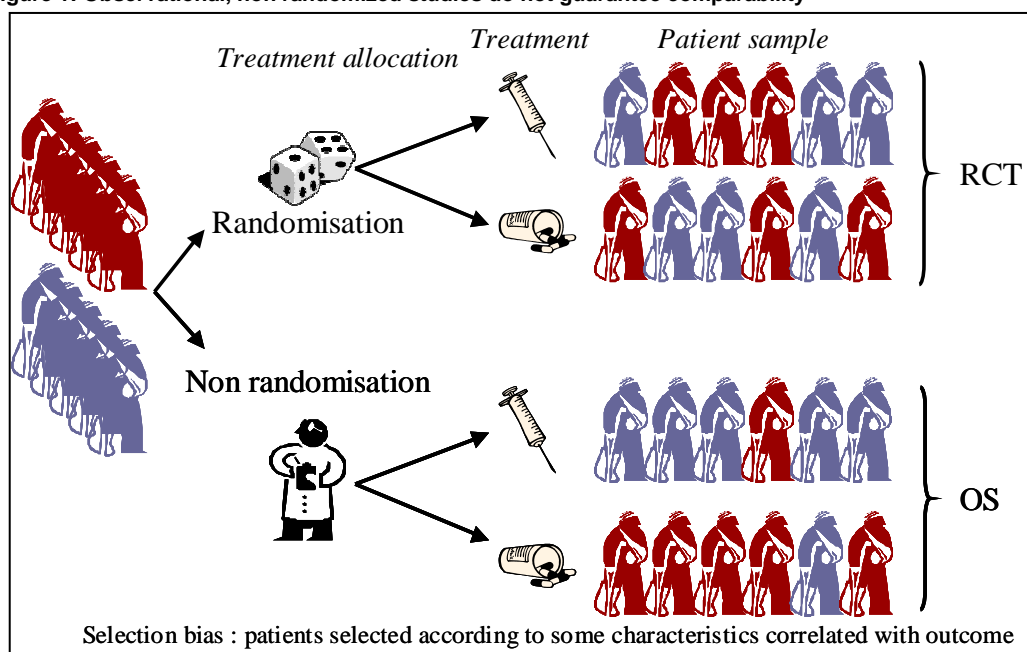 Treatment allocation
Treatment
Patient sample
Randomisation
RCT
Non randomisation
OS
Selection bias : patients selected according to some characteristics correlated with outcome